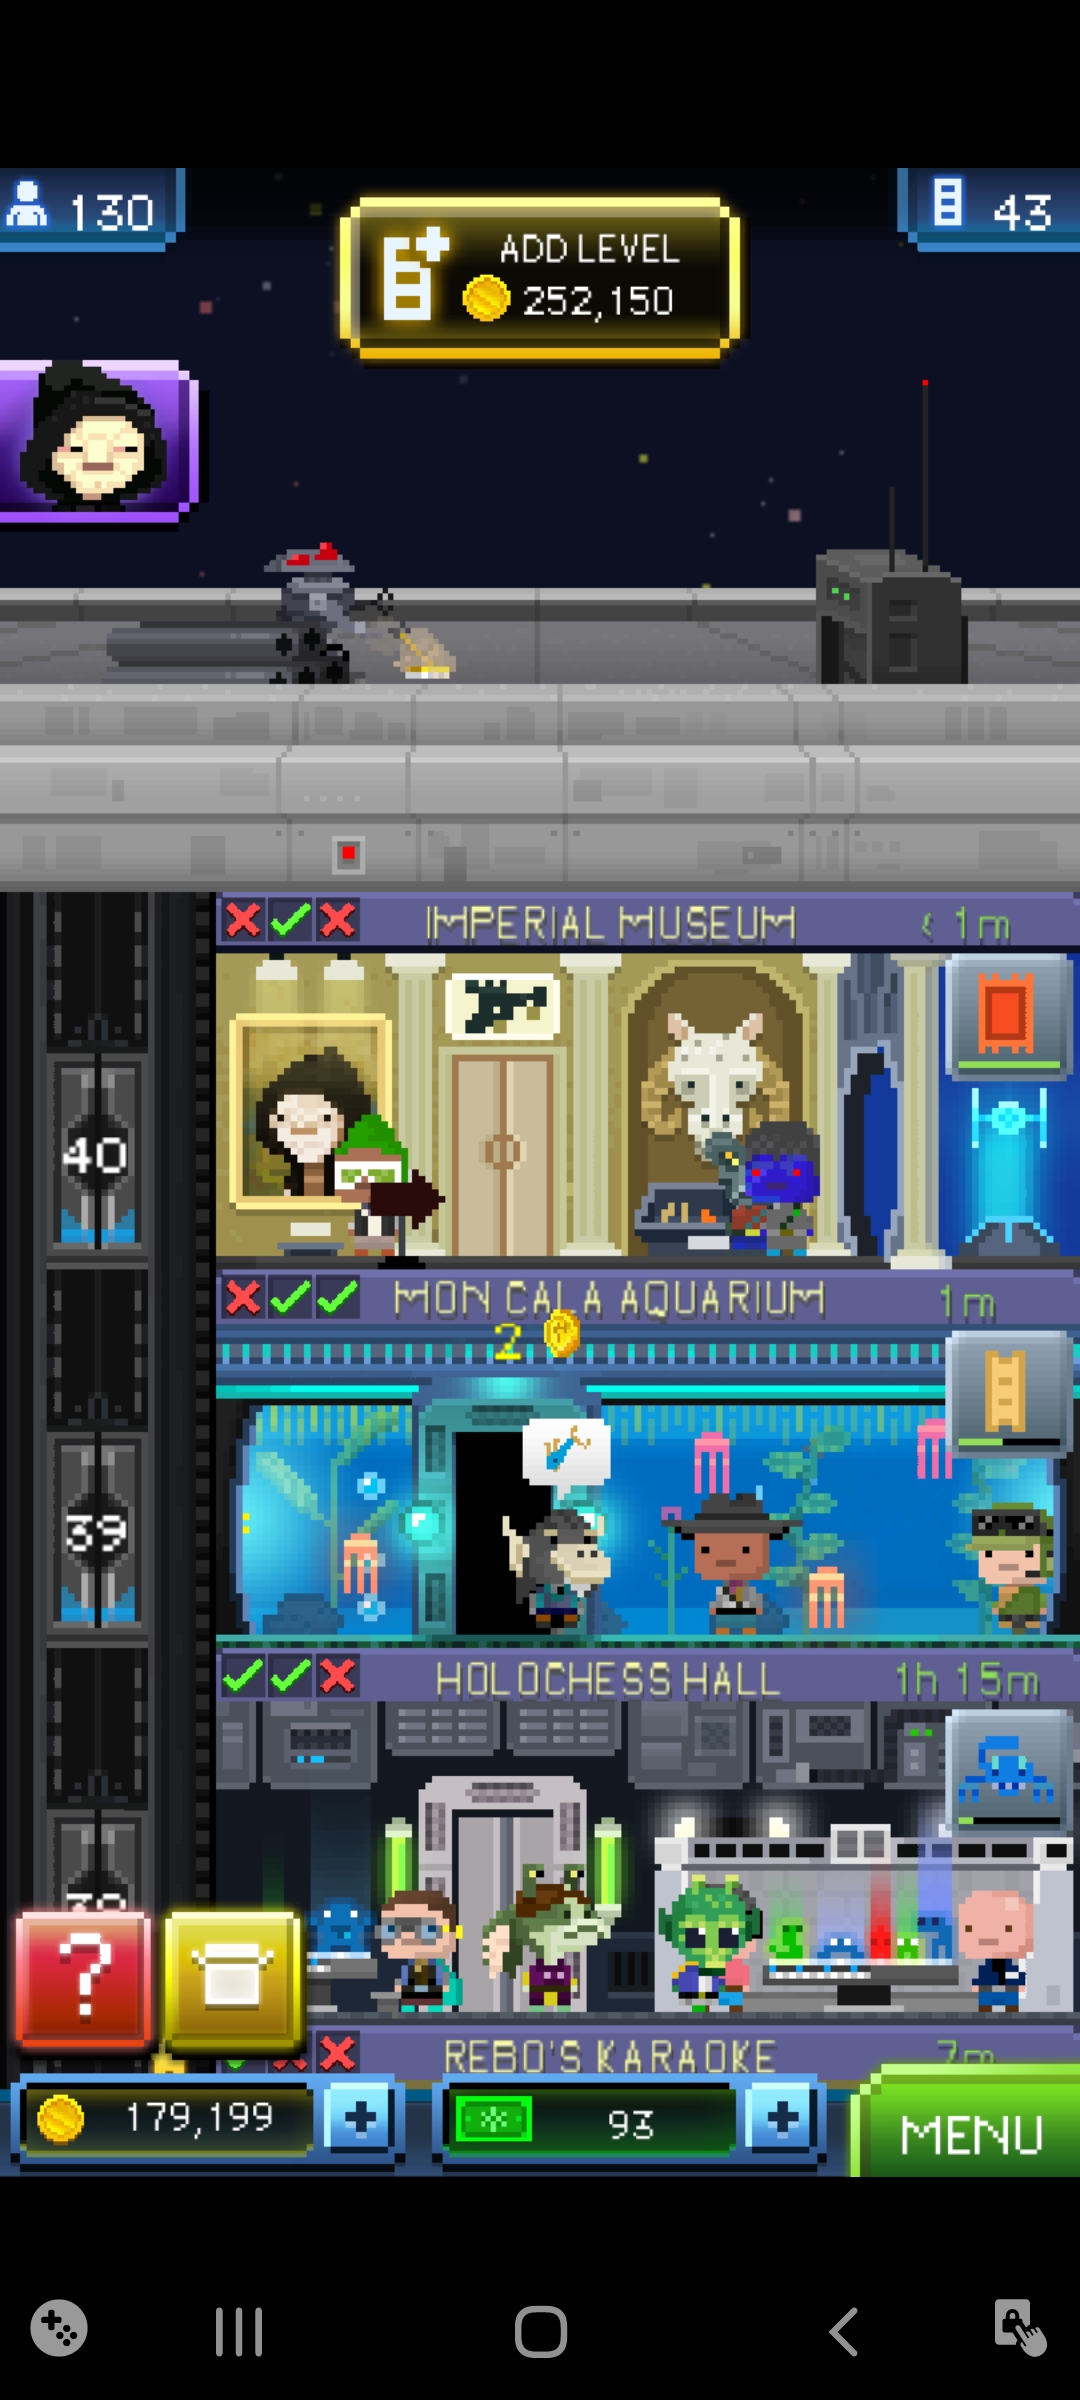 130
ADD LEVEL
252,150
43
IMPERIAL MUSEUM
< 1m
40
MON CALA AQUARIUM
1m
2
39
HOLOCHESS HALL
1h 15m
?
REBO'S KARAOKE
7m
179,199
+
93
+
MENU